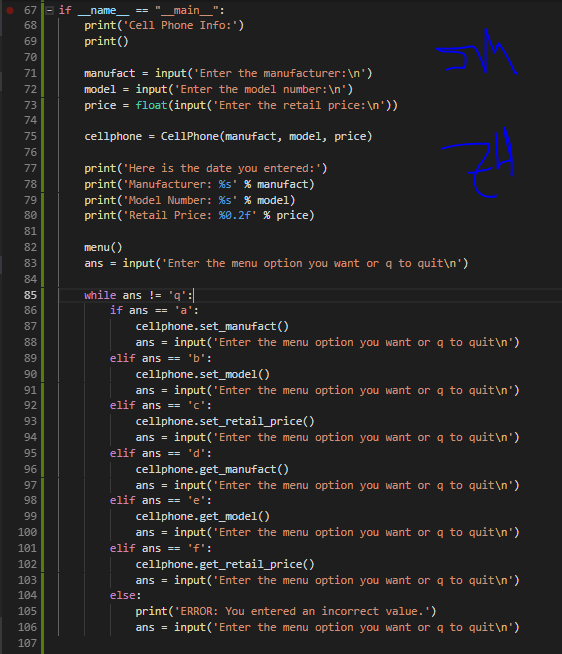 67 if __name__ == "__main__":
68     print('Cell Phone Info:')
69     print()
70
71     manufact = input('Enter the manufacturer:\n')
72     model = input('Enter the model number:\n')
73     price = float(input('Enter the retail price:\n'))
74
75     cellphone = CellPhone(manufact, model, price)
76
77     print('Here is the date you entered:')
78     print('Manufacturer: %s' % manufact)
79     print('Model Number: %s' % model)
80     print('Retail Price: %0.2f' % price)
81
82     menu()
83     ans = input('Enter the menu option you want or q to quit\n')
84
85     while ans != 'q':
86         if ans == 'a':
87             cellphone.set_manufact()
88             ans = input('Enter the menu option you want or q to quit\n')
89         elif ans == 'b':
90             cellphone.set_model()
91             ans = input('Enter the menu option you want or q to quit\n')
92         elif ans == 'c':
93             cellphone.set_retail_price()
94             ans = input('Enter the menu option you want or q to quit\n')
95         elif ans == 'd':
96             cellphone.get_manufact()
97             ans = input('Enter the menu option you want or q to quit\n')
98         elif ans == 'e':
99             cellphone.get_model()
100             ans = input('Enter the menu option you want or q to quit\n')
101         elif ans == 'f':
102             cellphone.get_retail_price()
103             ans = input('Enter the menu option you want or q to quit\n')
104         else:
105             print('ERROR: You entered an incorrect value.')
106             ans = input('Enter the menu option you want or q to quit\n')
107